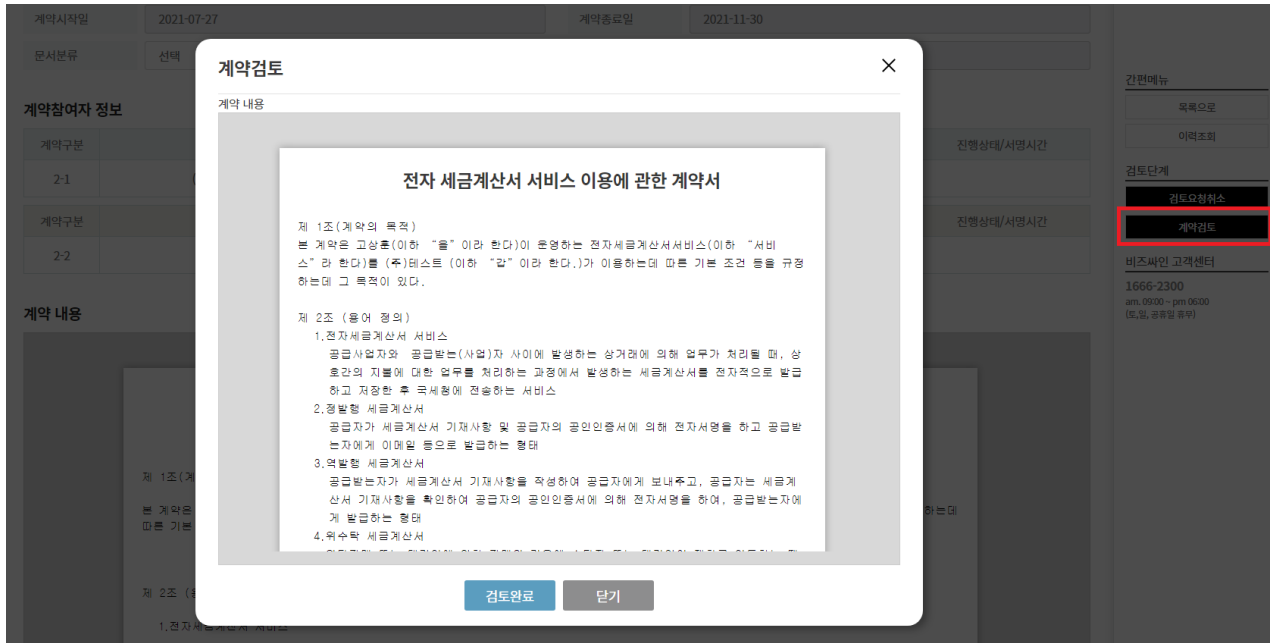 계약시작일 2021-07-27 계약종료일 2021-11-30
문서분류 선택
계약참여자 정보
계약구분 진행상태/서명시간
2-1 (
계약구분 진행상태/서명시간
2-2
계약 내용
제 1조(계
본 계약은 하는데
따른 기본
제 2조 (
1.전자세금계산서 서비스
계약검토
계약 내용
전자 세금계산서 서비스 이용에 관한 계약서
제 1조(계약의 목적)
본 계약은 고상훈(이하 “을”이라 한다)이 운영하는 전자세금계산서서비스(이하 “서비
스”라 한다)를 (주)테스트 (이하 “갑”이라 한다.)가 이용하는데 따른 기본 조건 등을 규정
하는데 그 목적이 있다.
제 2조 (용어 정의)
1.전자세금계산서 서비스
공급사업자와 공급받는(사업)자 사이에 발생하는 상거래에 의해 업무가 처리될 때, 상
호간의 지불에 대한 업무를 처리하는 과정에서 발생하는 세금계산서를 전자적으로 발급
하고 저장한 후 국세청에 전송하는 서비스
2.정발행 세금계산서
공급자가 세금계산서 기재사항 및 공급자의 공인인증서에 의해 전자서명을 하고 공급받
는자에게 이메일 등으로 발급하는 형태
3.역발행 세금계산서
공급받는자가 세금계산서 기재사항을 작성하여 공급자에게 보내주고, 공급자는 세금계
산서 기재사항을 확인하여 공급자의 공인인증서에 의해 전자서명을 하여, 공급받는자에
게 발급하는 형태
4.위수탁 세금계산서
검토완료 닫기
간편메뉴
목록으로
이력조회
검토단계
검토요청취소
계약검토
비즈싸인 고객센터
1666-2300
am. 09:00 ~ pm 06:00
(토,일, 공휴일 휴무)